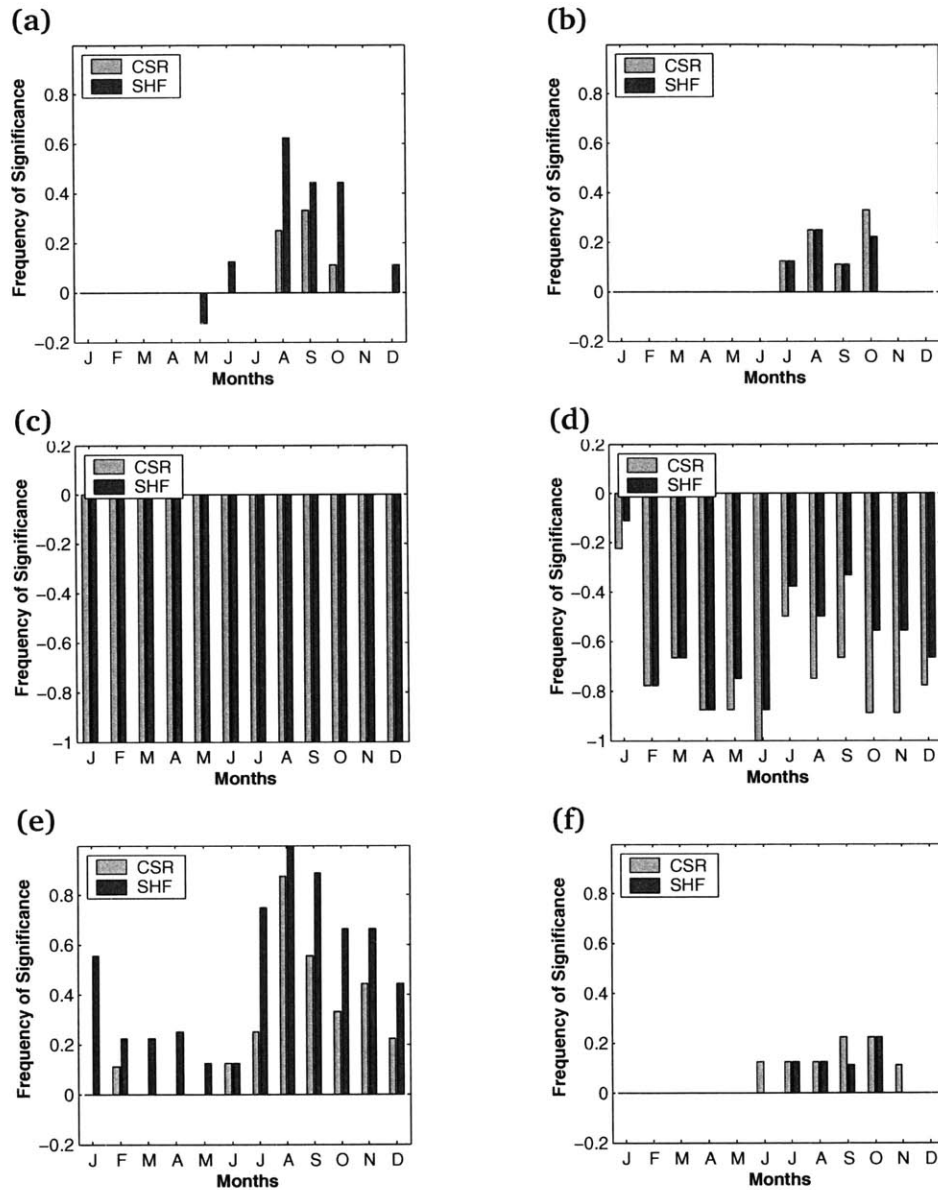 (a)
CSR
SHF
Frequency of Significance
0.8
0.6
0.4
0.2
0
−0.2
J F M A M J J A S O N D
Months
(b)
CSR
SHF
Frequency of Significance
0.8
0.6
0.4
0.2
0
−0.2
J F M A M J J A S O N D
Months
(c)
CSR
SHF
Frequency of Significance
0.2
0
−0.2
−0.4
−0.6
−0.8
−1
J F M A M J J A S O N D
Months
(d)
CSR
SHF
Frequency of Significance
0.2
0
−0.2
−0.4
−0.6
−0.8
−1
J F M A M J J A S O N D
Months
(e)
CSR
SHF
Frequency of Significance
0.8
0.6
0.4
0.2
0
−0.2
J F M A M J J A S O N D
Months
(f)
CSR
SHF
Frequency of Significance
0.8
0.6
0.4
0.2
0
−0.2
J F M A M J J A S O N D
Months